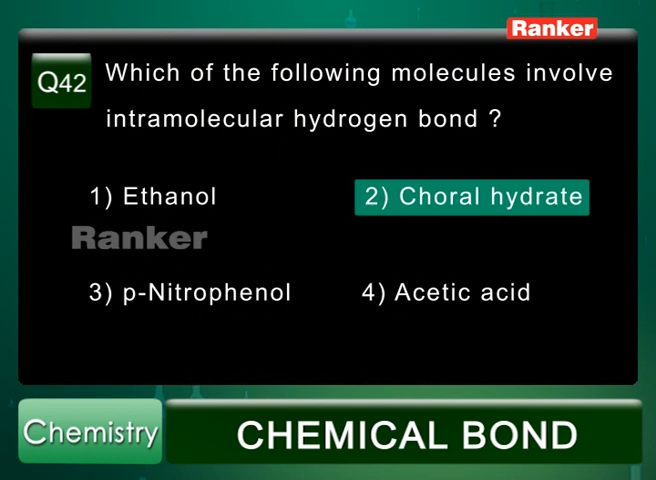 Ranker
Q42 Which of the following molecules involve
intramolecular hydrogen bond ?
1) Ethanol 2) Choral hydrate
Ranker
3) p-Nitrophenol 4) Acetic acid
Chemistry CHEMICAL BOND